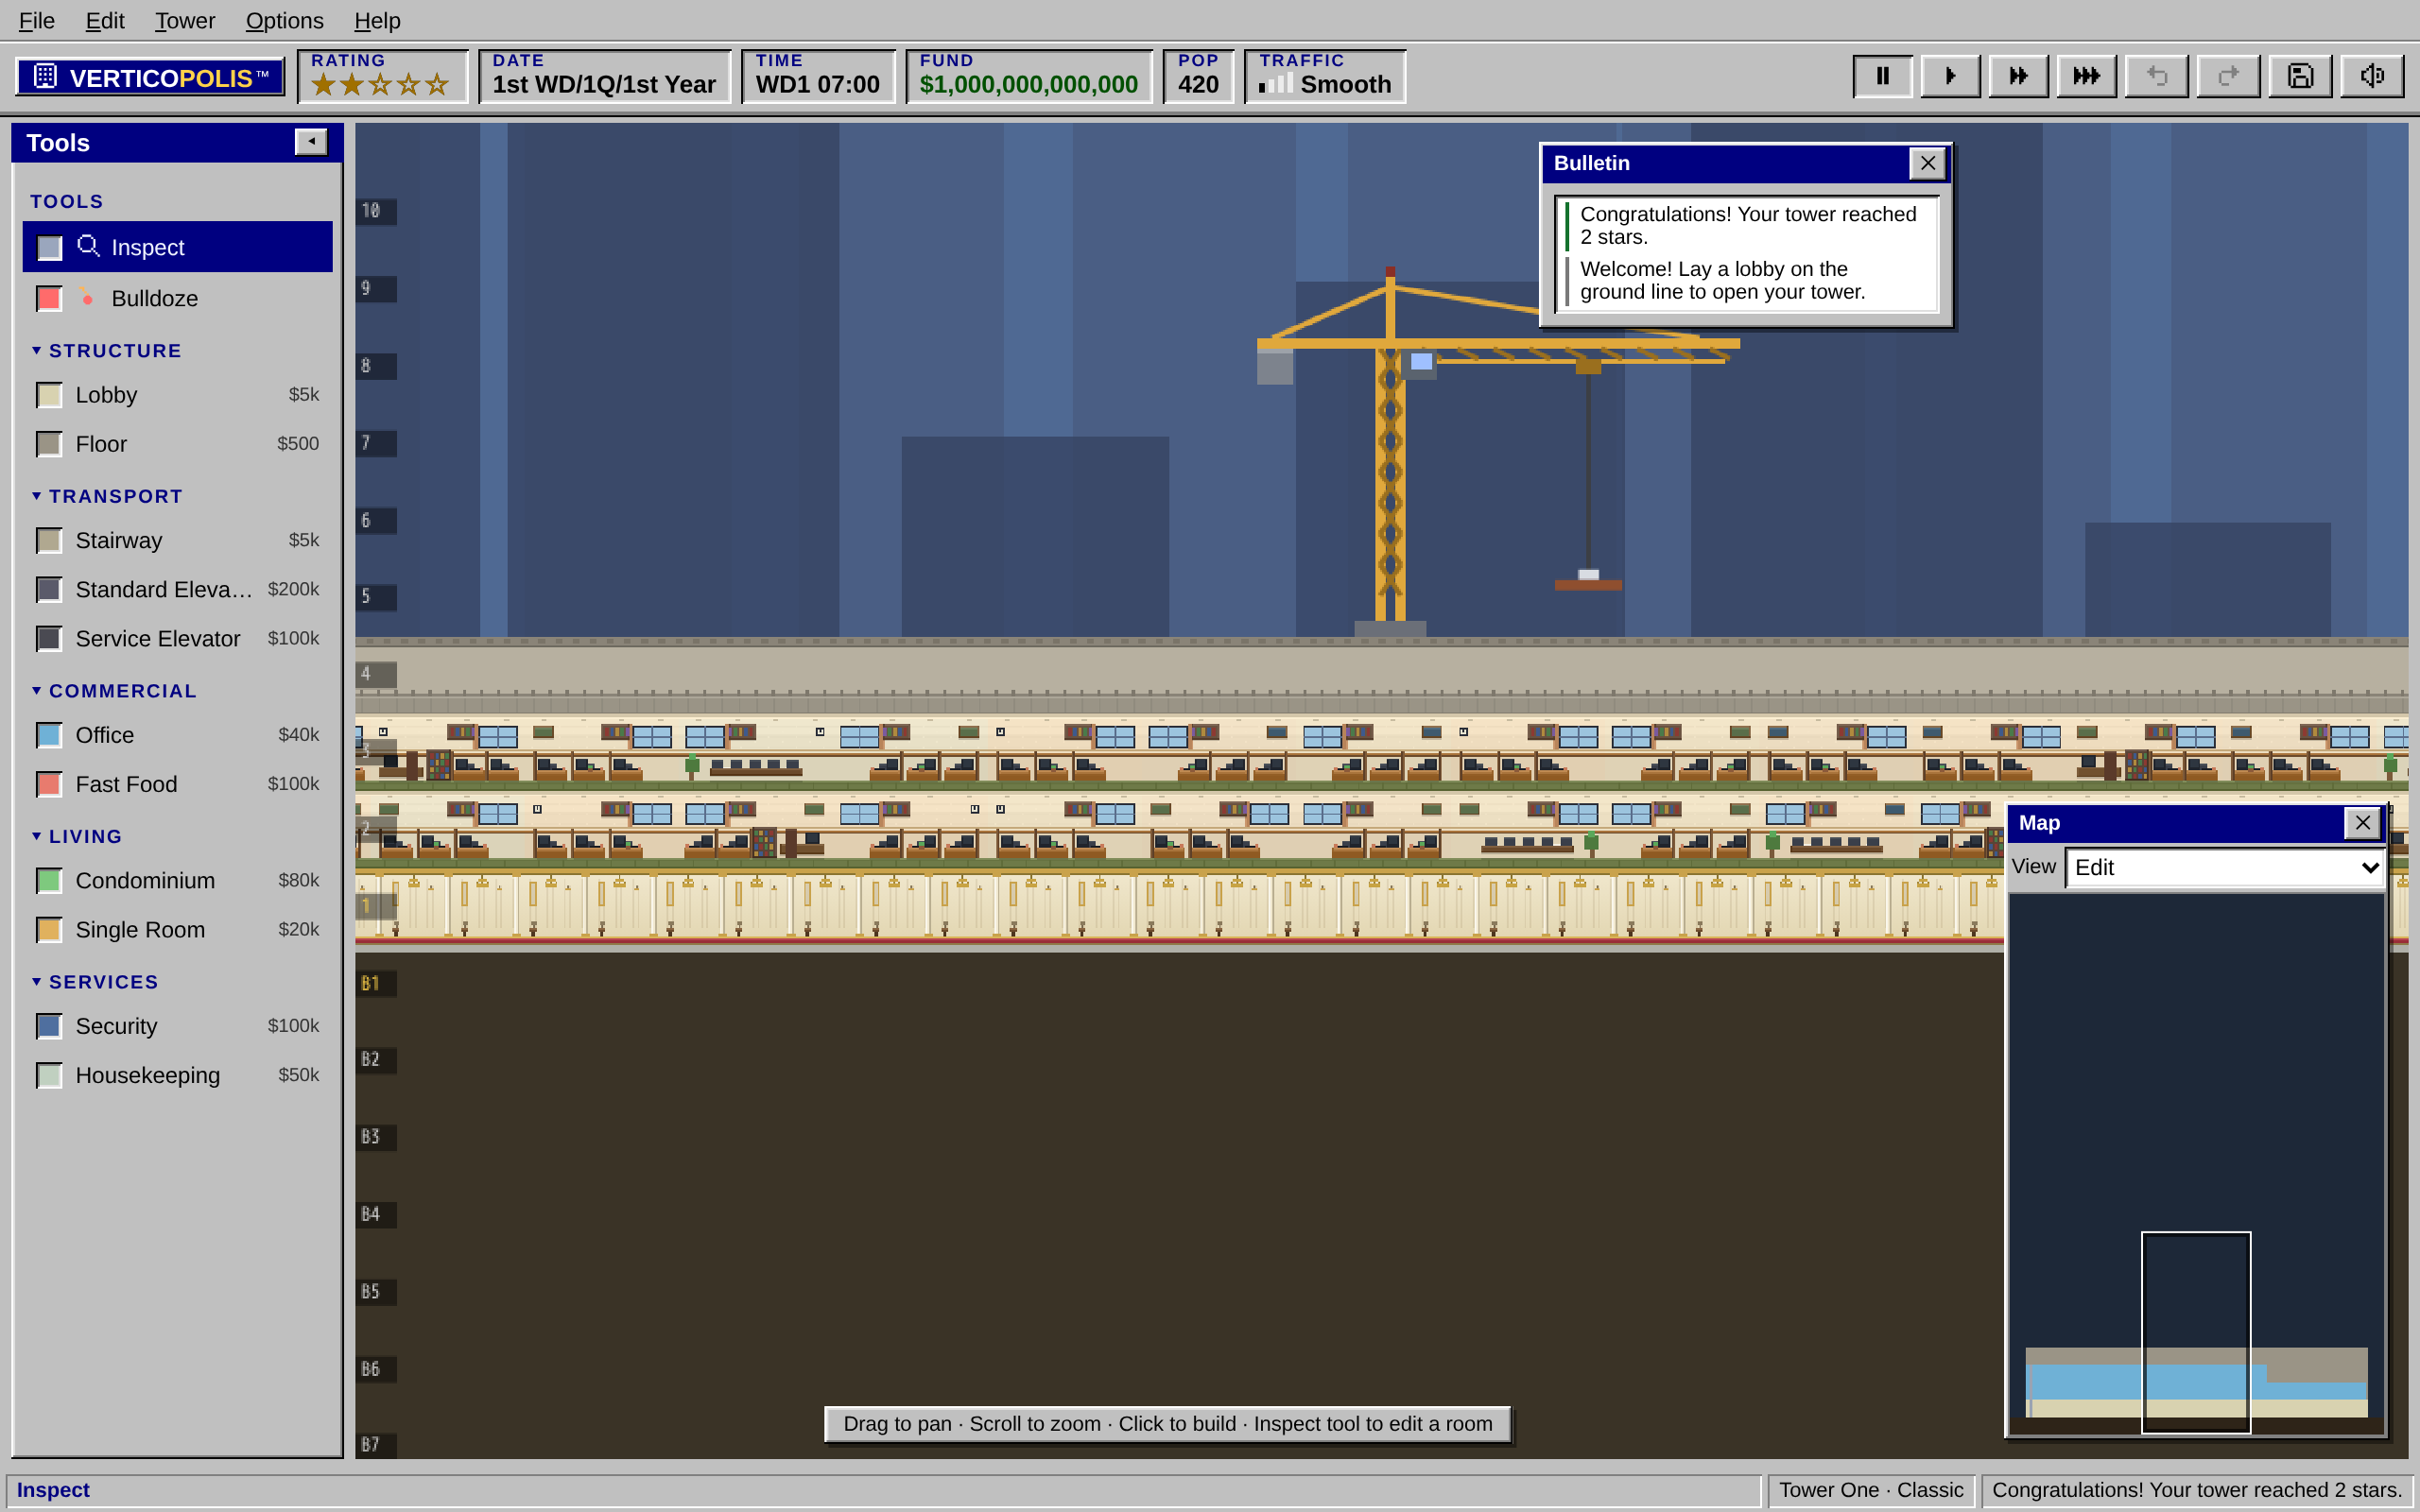 File Edit Tower Options Help
VERTICOPOLIS™
RATING
DATE
1st WD/1Q/1st Year
TIME
WD1 07:00
FUND
$1,000,000,000,000
POP
420
TRAFFIC
Smooth
Tools
TOOLS
Inspect
Bulldoze
STRUCTURE
Lobby $5k
Floor $500
TRANSPORT
Stairway $5k
Standard Eleva… $200k
Service Elevator $100k
COMMERCIAL
Office $40k
Fast Food $100k
LIVING
Condominium $80k
Single Room $20k
SERVICES
Security $100k
Housekeeping $50k
10
9
8
7
6
5
4
3
2
1
B1
B2
B3
B4
B5
B6
B7
Bulletin
Congratulations! Your tower reached
2 stars.
Welcome! Lay a lobby on the
ground line to open your tower.
Map
View Edit
Drag to pan · Scroll to zoom · Click to build · Inspect tool to edit a room
Inspect
Tower One · Classic
Congratulations! Your tower reached 2 stars.